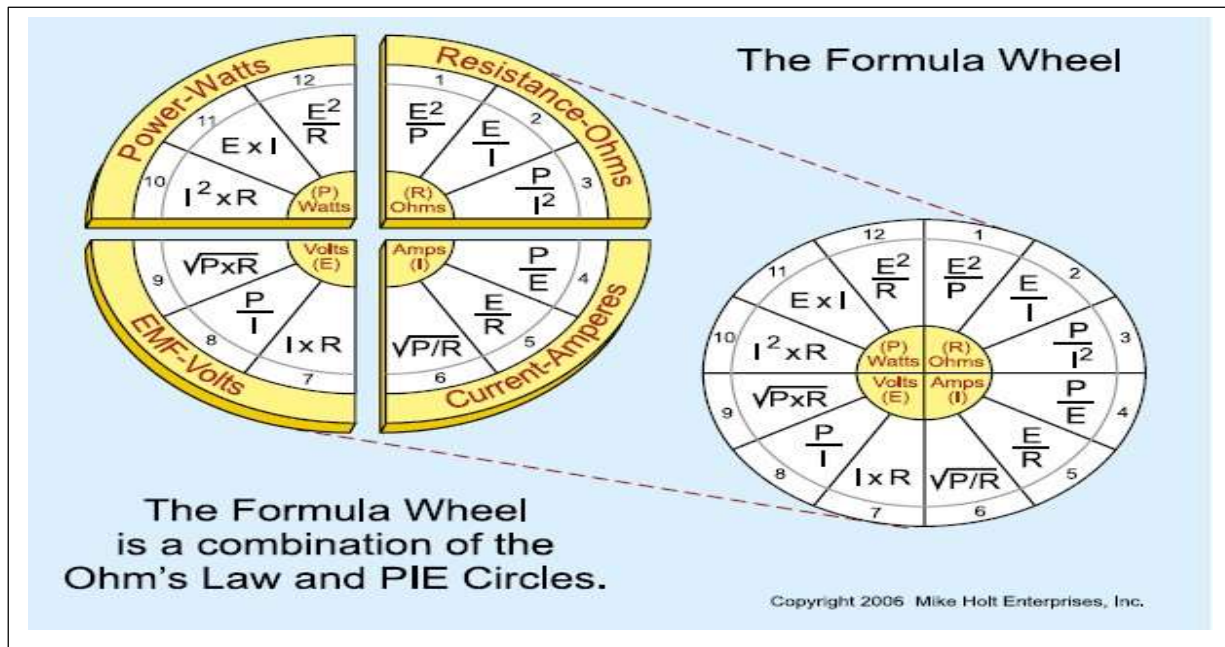 The Formula Wheel
Power-Watts
10
I² x R
11
E x I
12
E²
R
(P)
Watts
Resistance-Ohms
1
E²
P
2
E
I
3
P
I²
(R)
Ohms
EMF-Volts
9
√PxR
8
P
I
7
I x R
Volts
(E)
Current-Amperes
4
P
E
5
E
R
6
√P/R
Amps
(I)
12
E²
R
1
E²
P
11
E x I
2
E
I
10
I² x R
3
P
I²
(P)
Watts
(R)
Ohms
Volts
(E)
Amps
(I)
9
√PxR
4
P
E
8
P
I
5
E
R
7
I x R
6
√P/R
The Formula Wheel
is a combination of the
Ohm's Law and PIE Circles.
Copyright 2006 Mike Holt Enterprises, Inc.